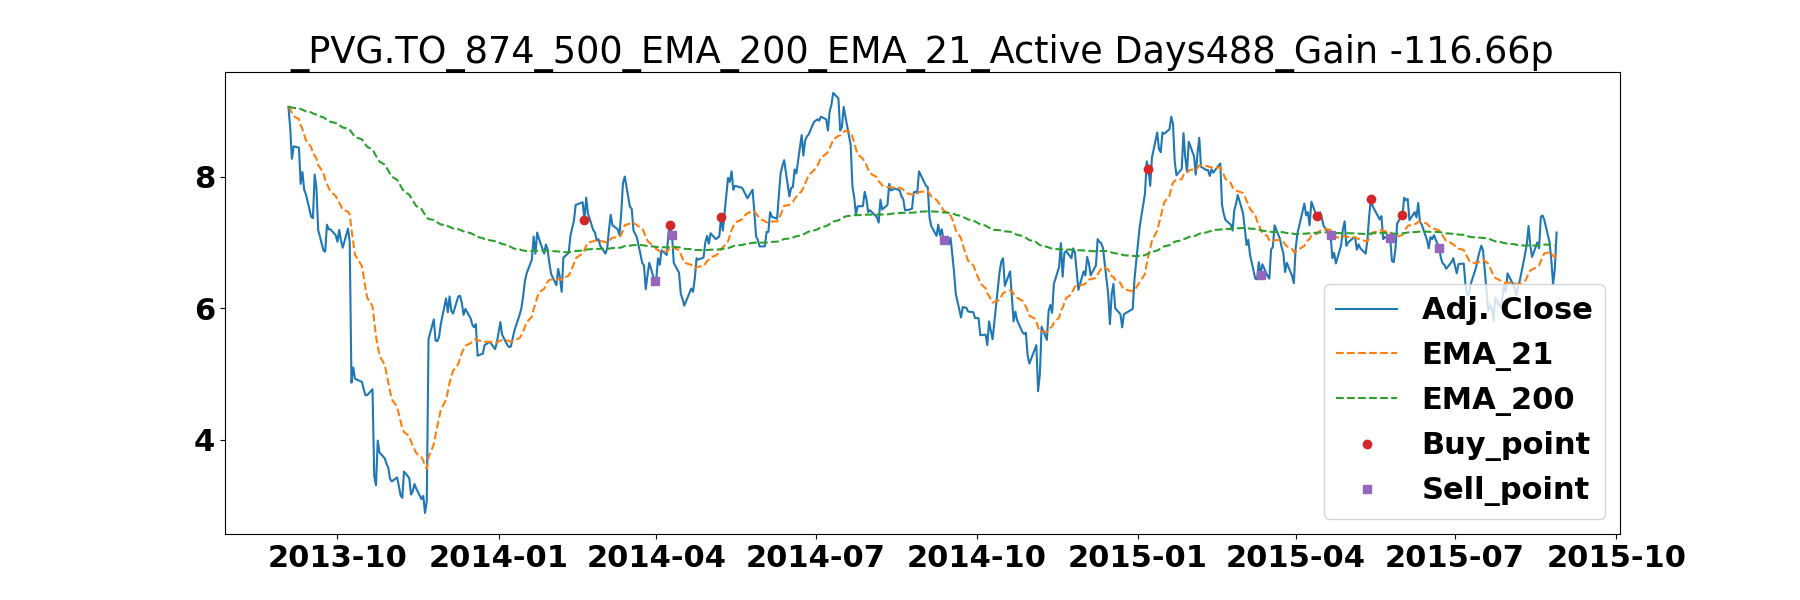 _PVG.TO_874_500_EMA_200_EMA_21_Active Days488_Gain -116.66p
8
6
4
Adj. Close
EMA_21
EMA_200
Buy_point
Sell_point
2013-10 2014-01 2014-04 2014-07 2014-10 2015-01 2015-04 2015-07 2015-10